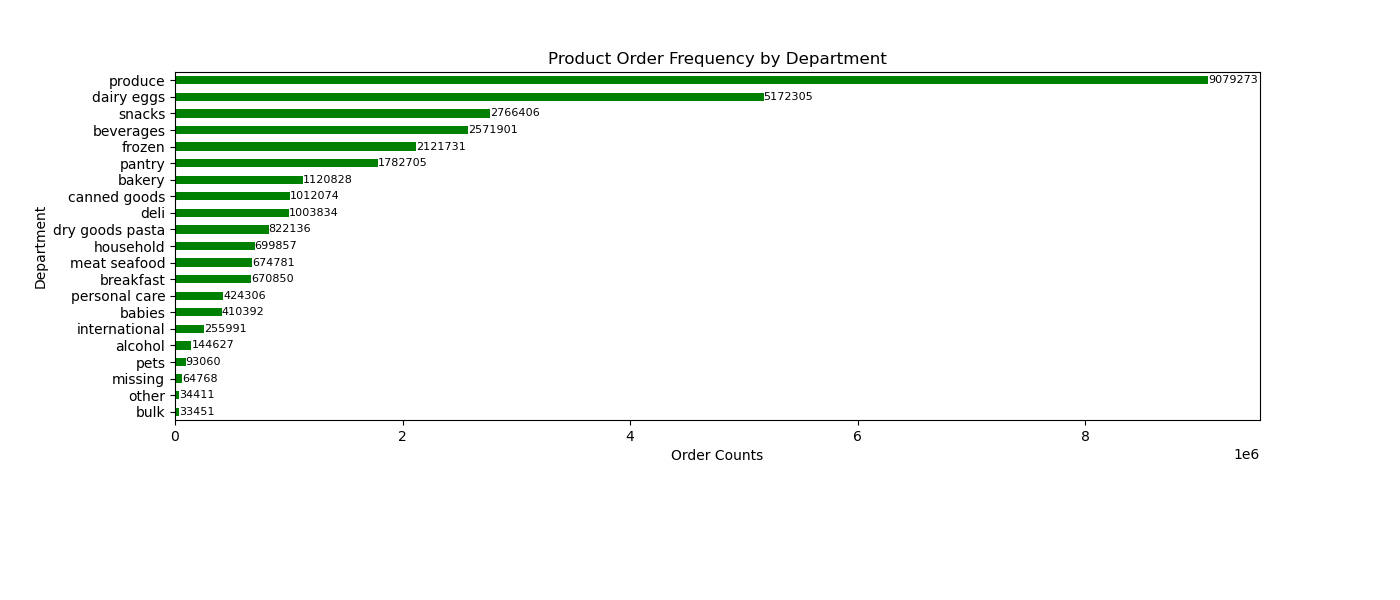 Product Order Frequency by Department
produce 9079273
dairy eggs 5172305
snacks 2766406
beverages 2571901
frozen 2121731
pantry 1782705
bakery 1120828
canned goods 1012074
deli 1003834
dry goods pasta 822136
household 699857
meat seafood 674781
breakfast 670850
personal care 424306
babies 410392
international 255991
alcohol 144627
pets 93060
missing 64768
other 34411
bulk 33451
Department
0 2 4 6 8
1e6
Order Counts